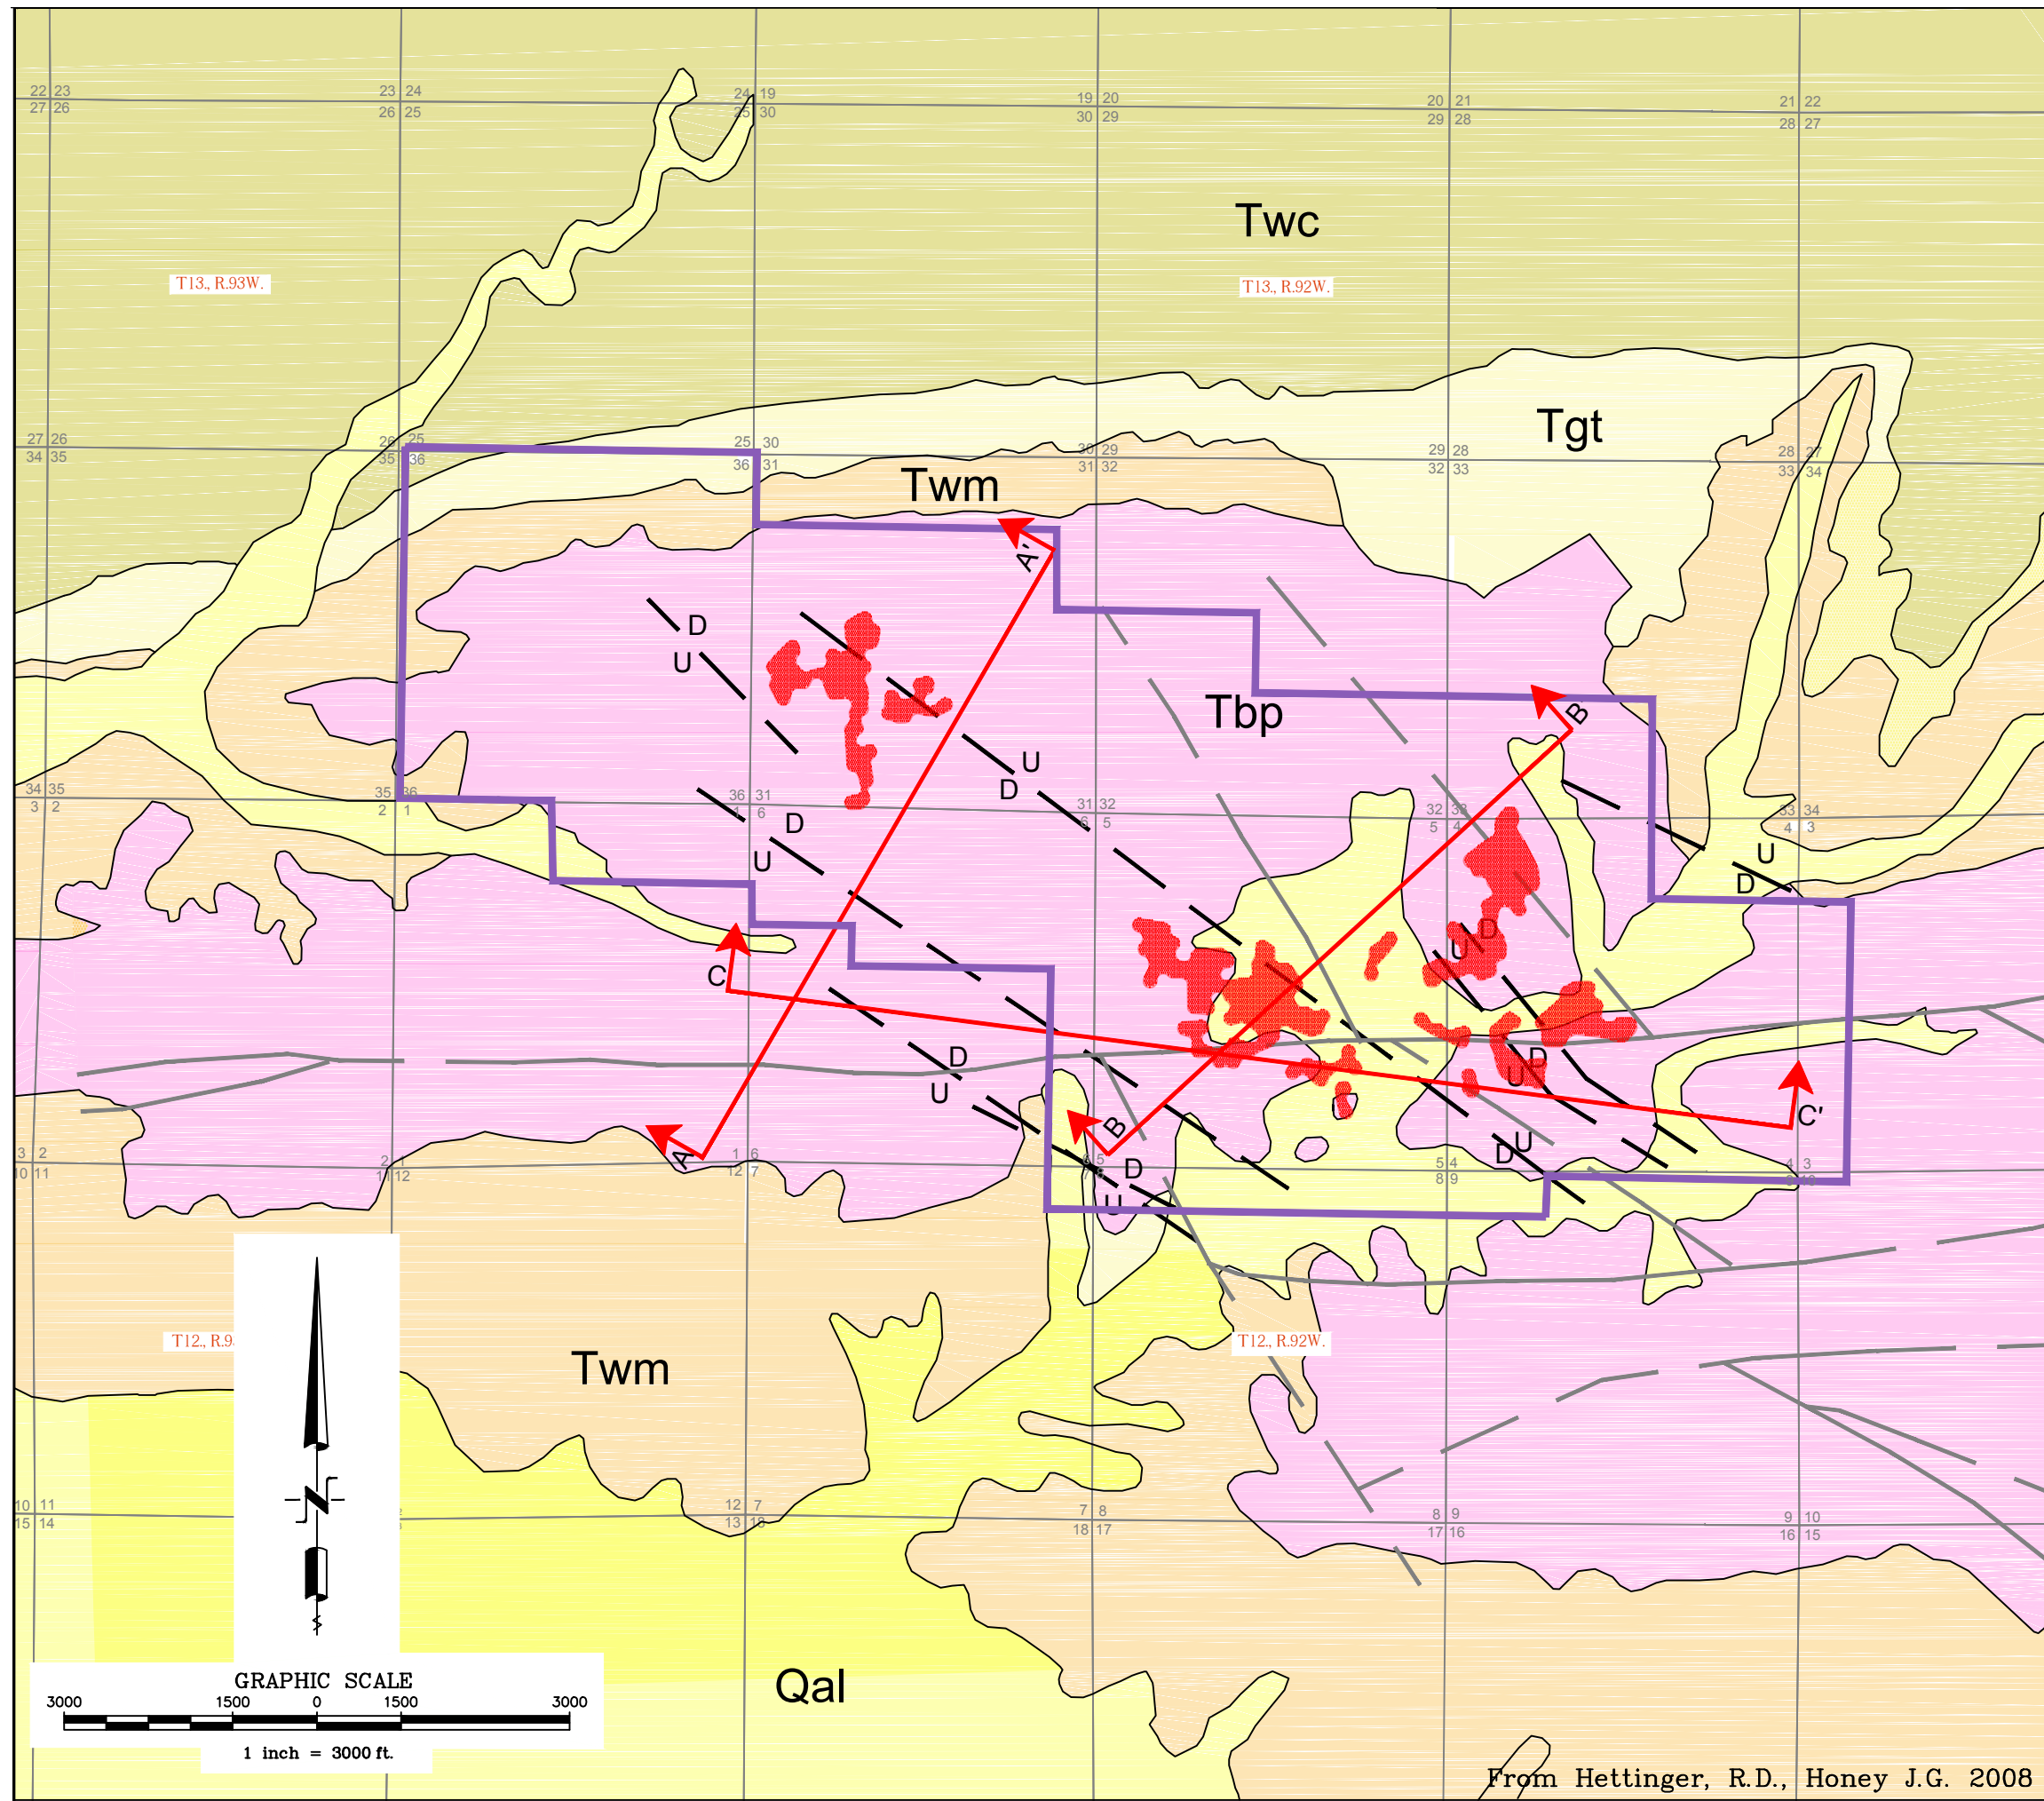 22 23
27 26
23 24
26 25
24 19
25 30
19 20
30 29
20 21
29 28
21 22
28 27
Twc
T13., R.93W.
T13., R.92W.
Tgt
27 26
34 35
26 25
35 36
25 30
36 31
30 29
31 32
29 28
32 33
28 27
33 34
Twm
A'
D
U
Tbp
B
U
D
34 35
3 2
35 36
2 1
36 31
1 6
31 32
6 5
32 33
5 4
33 34
4 3
D
U
U
D
D
U
C
D
U
D
U
C'
B
A
U
D
3 2
10 11
2 1
11 12
1 6
12 7
6 5
7 8
5 4
8 9
4 3
D
U
T12., R.9
T12., R.92W.
Twm
N
10 11
15 14
12 7
13 18
7 8
18 17
8 9
17 16
9 10
16 15
Qal
GRAPHIC SCALE
3000 1500 0 1500 3000
1 inch = 3000 ft.
From Hettinger, R.D., Honey J.G. 2008